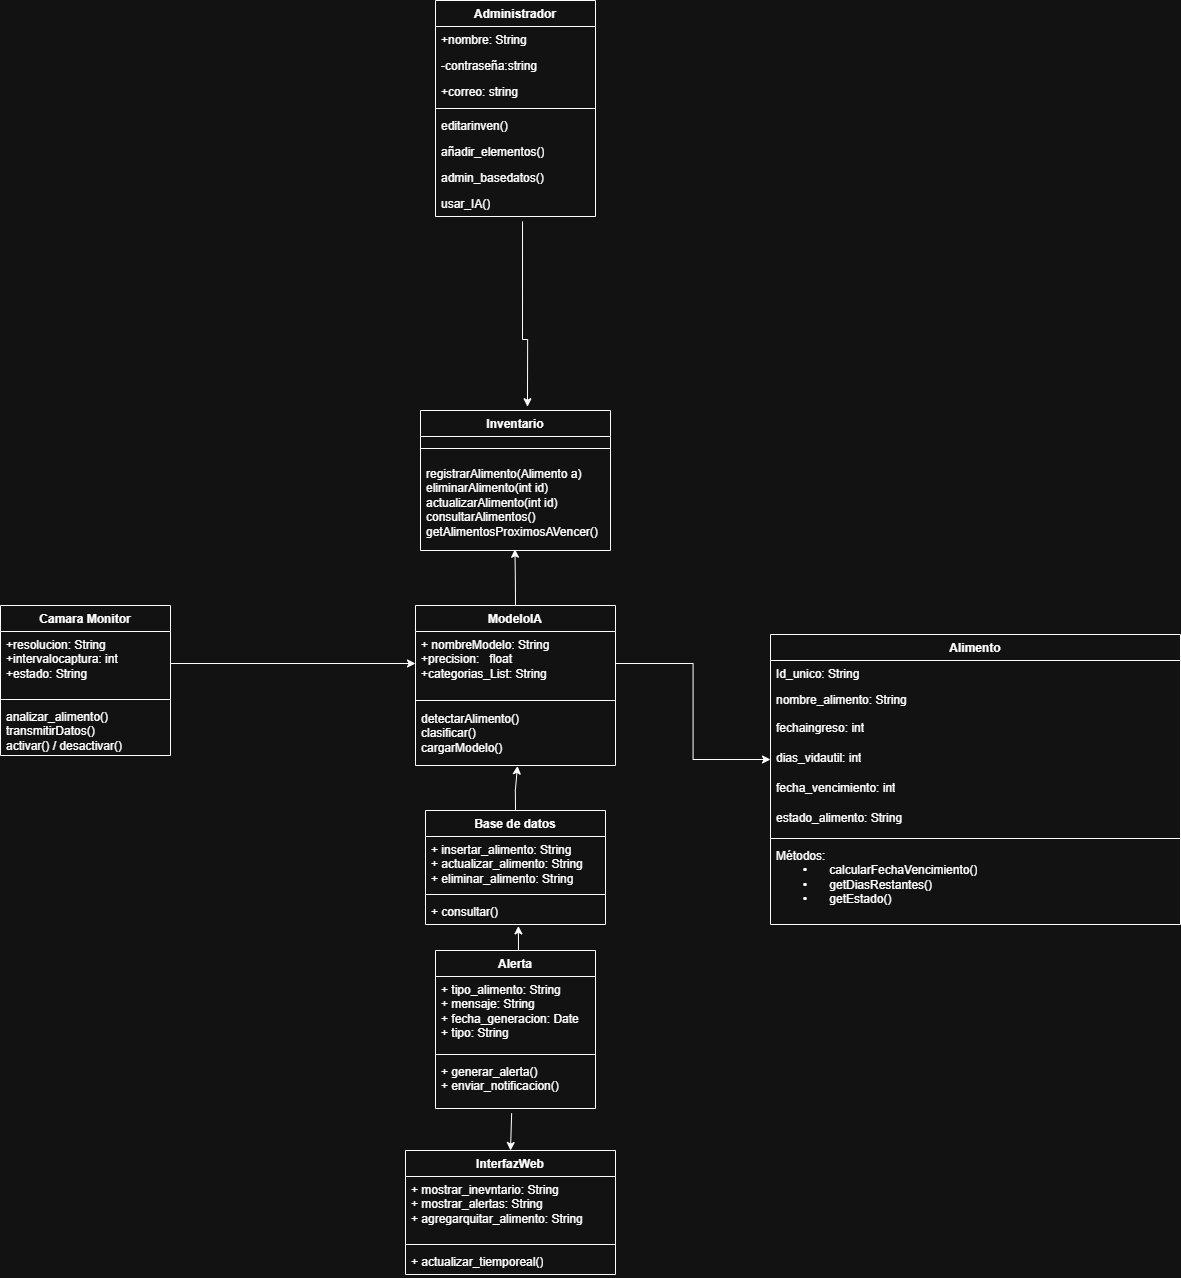 Administrador
+nombre: String
-contraseña:string
+correo: string
editarinven()
añadir_elementos()
admin_basedatos()
usar_IA()
Inventario
registrarAlimento(Alimento a)
eliminarAlimento(int id)
actualizarAlimento(int id)
consultarAlimentos()
getAlimentosProximosAVencer()
Camara Monitor
+resolucion: String
+intervalocaptura: int
+estado: String
analizar_alimento()
transmitirDatos()
activar() / desactivar()
ModeloIA
+ nombreModelo: String
+precision: float
+categorias_List: String
detectarAlimento()
clasificar()
cargarModelo()
Alimento
Id_unico: String
nombre_alimento: String
fechaingreso: int
dias_vidautil: int
fecha_vencimiento: int
estado_alimento: String
Métodos:
▪ calcularFechaVencimiento()
▪ getDiasRestantes()
▪ getEstado()
Base de datos
+ insertar_alimento: String
+ actualizar_alimento: String
+ eliminar_alimento: String
+ consultar()
Alerta
+ tipo_alimento: String
+ mensaje: String
+ fecha_generacion: Date
+ tipo: String
+ generar_alerta()
+ enviar_notificacion()
InterfazWeb
+ mostrar_inevntario: String
+ mostrar_alertas: String
+ agregarquitar_alimento: String
+ actualizar_tiemporeal()